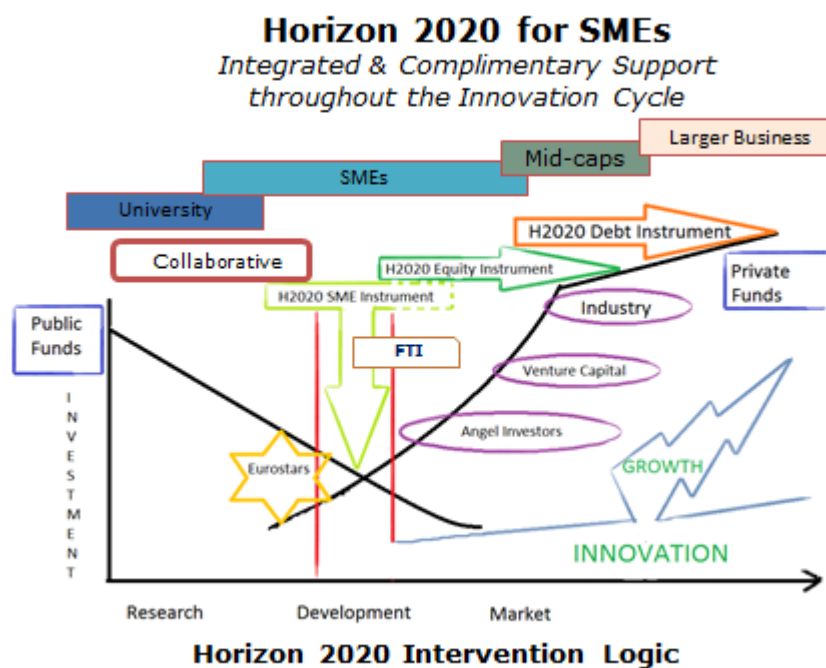 Horizon 2020 for SMEs
Integrated & Complimentary Support
throughout the Innovation Cycle
Larger Business
Mid-caps
SMEs
University
H2020 Debt Instrument
Collaborative
H2020 Equity Instrument
Private
Funds
H2020 SME Instrument
Industry
Public
Funds
FTI
Venture Capital
INVESTMENT
Angel Investors
Eurostars
GROWTH
INNOVATION
Research
Development
Market
Horizon 2020 Intervention Logic